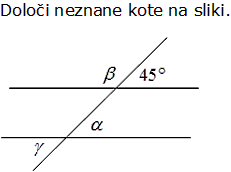 Določi neznane kote na sliki.
β 45°
α
γ